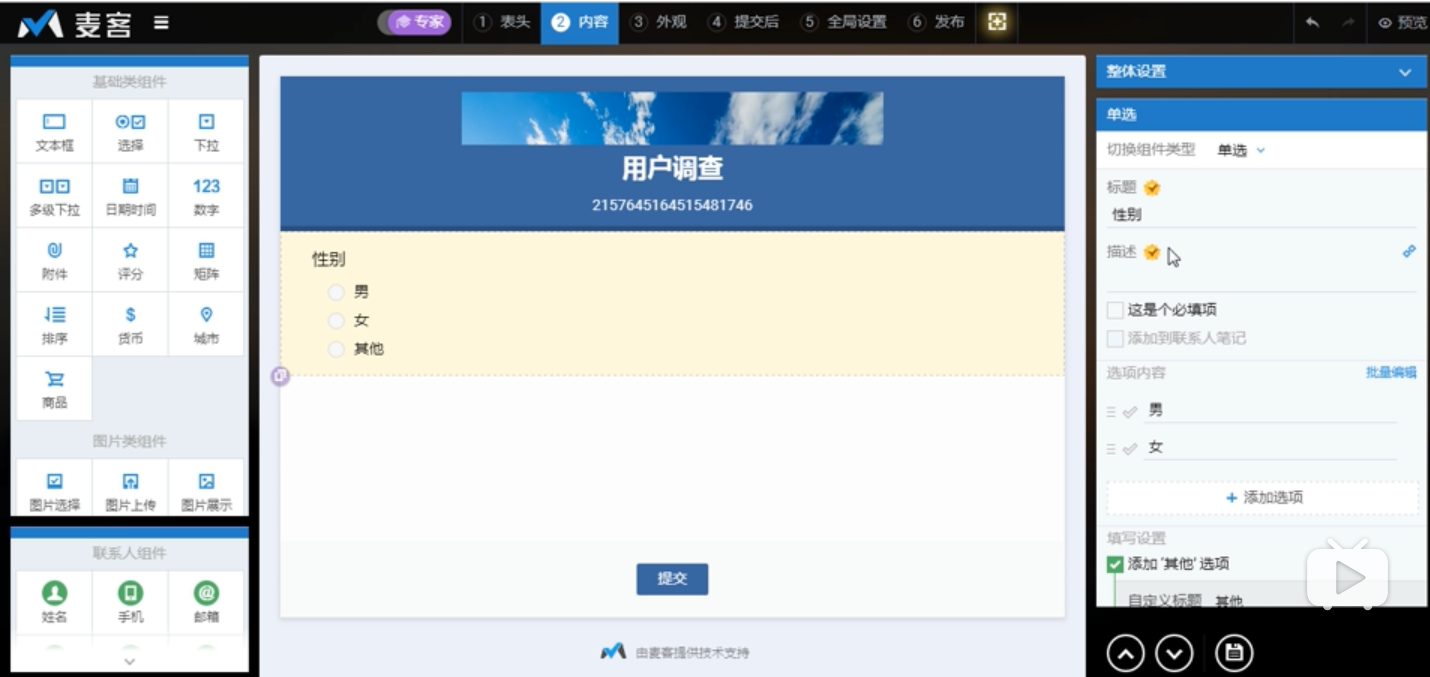 麦客
专家
1 表头
2 内容
3 外观
4 提交后
5 全局设置
6 发布
预览
基础类组件
文本框 选择 下拉
123
多级下拉 日期时间 数字
附件 评分 矩阵
$
排序 货币 城市
商品
图片类组件
图片选择 图片上传 图片展示
联系人组件
@
姓名 手机 邮箱
用户调查
2157645164515481746
性别
男
女
其他
提交
由麦客提供技术支持
整体设置
单选
切换组件类型 单选
标题
性别
描述
这是个必填项
添加到联系人笔记
选项内容 批量编辑
男
女
+ 添加选项
填写设置
添加'其他'选项
自定义标题 其他